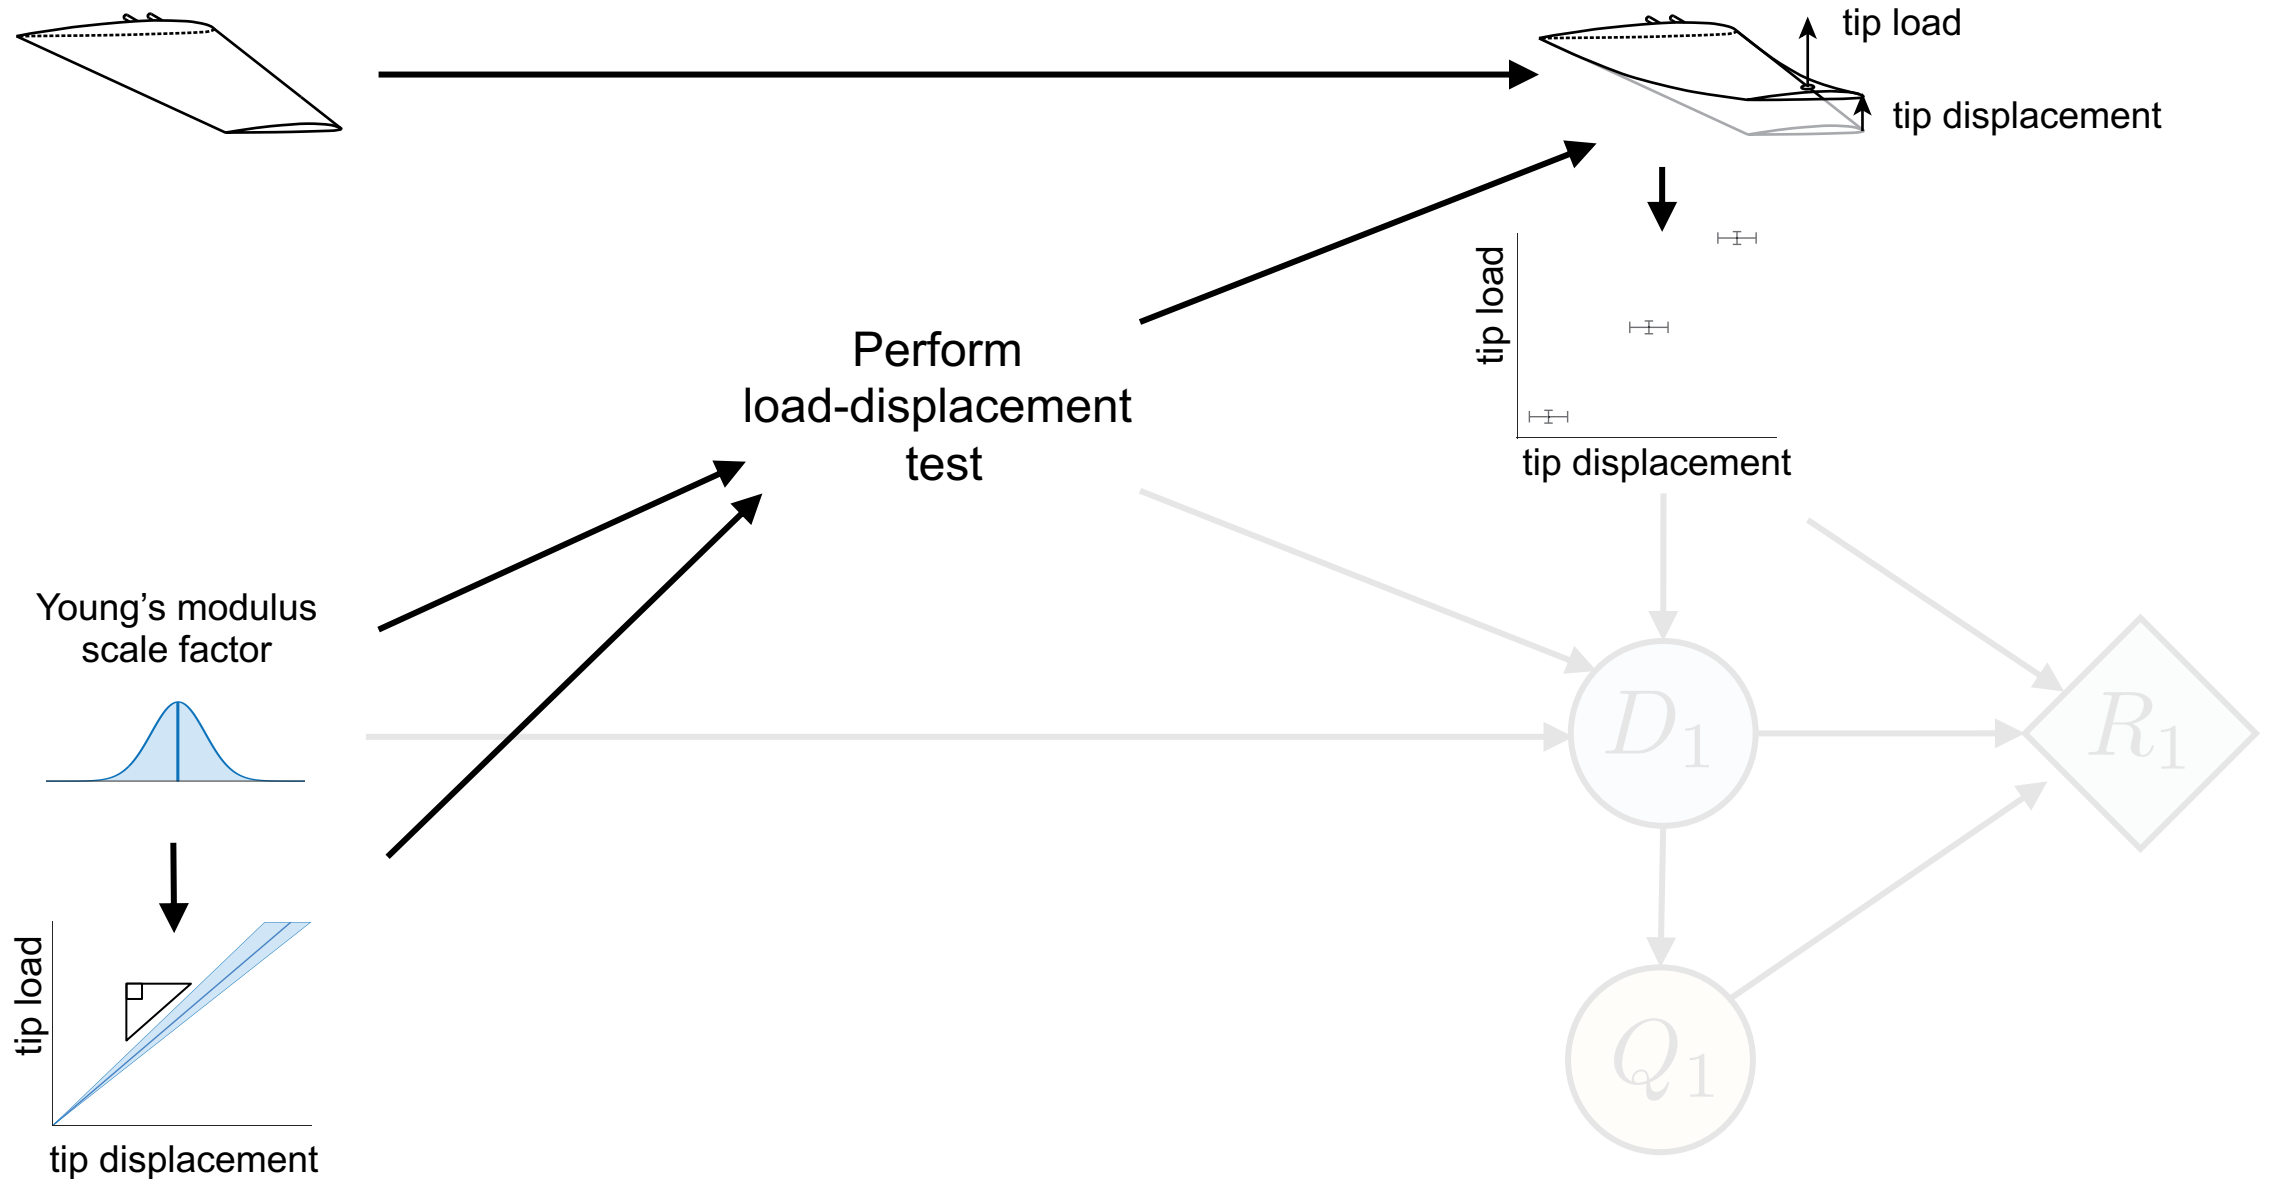 tip load
tip displacement
tip load
tip displacement
Perform
load-displacement
test
Young’s modulus
scale factor
D1
R1
tip load
tip displacement
Q1